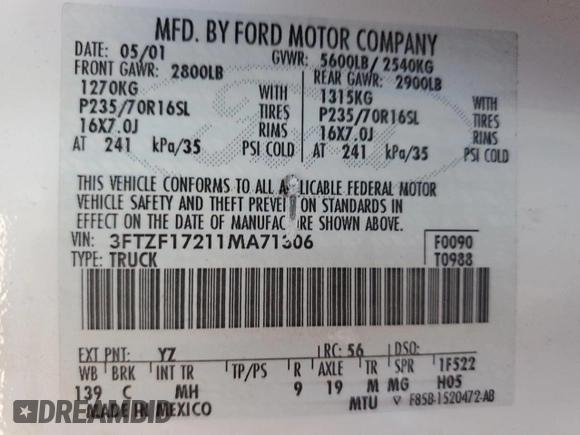 MFD. BY FORD MOTOR COMPANY
DATE: 05/01 GVWR: 5600LB/ 2540KG
FRONT GAWR: 2800LB REAR GAWR: 2900LB
1270KG WITH 1315KG WITH
P235/70R16SL TIRES P235/70R16SL TIRES
16X7.0J RIMS 16X7.0J RIMS
AT 241 kPa/35 PSI COLD AT 241 kPa/35 PSI COLD
THIS VEHICLE CONFORMS TO ALL APPLICABLE FEDERAL MOTOR
VEHICLE SAFETY AND THEFT PREVENTION STANDARDS IN
EFFECT ON THE DATE OF MANUFACTURE SHOWN ABOVE.
VIN: 3FTZF17211MA71306 F0090
TYPE: TRUCK T0988
EXT PNT: YZ RC: 56 DSO:
WB BRK INT TR TP/PS R AXLE TR SPR 1F522
139 C MH 9 19 M MG H05
MADE IN MEXICO MTU F85B-1520472-AB
DREAMBID